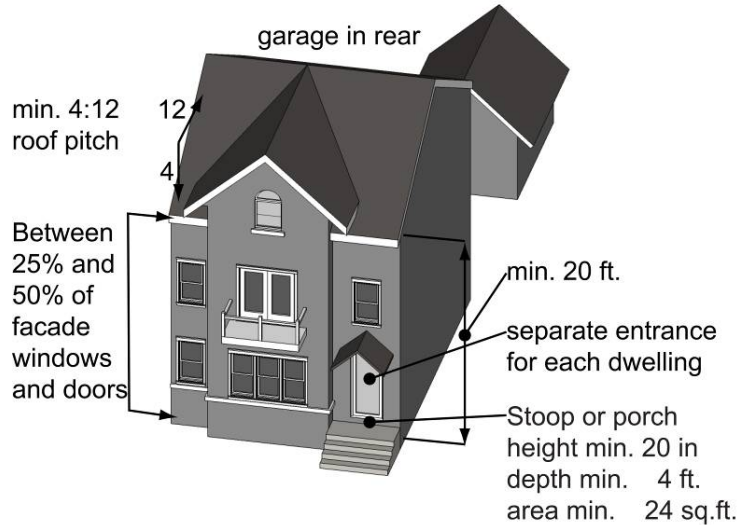 garage in rear
min. 4:12
roof pitch
12
4
Between
25% and
50% of
facade
windows
and doors
min. 20 ft.
separate entrance
for each dwelling
Stoop or porch
height min. 20 in
depth min. 4 ft.
area min. 24 sq.ft.